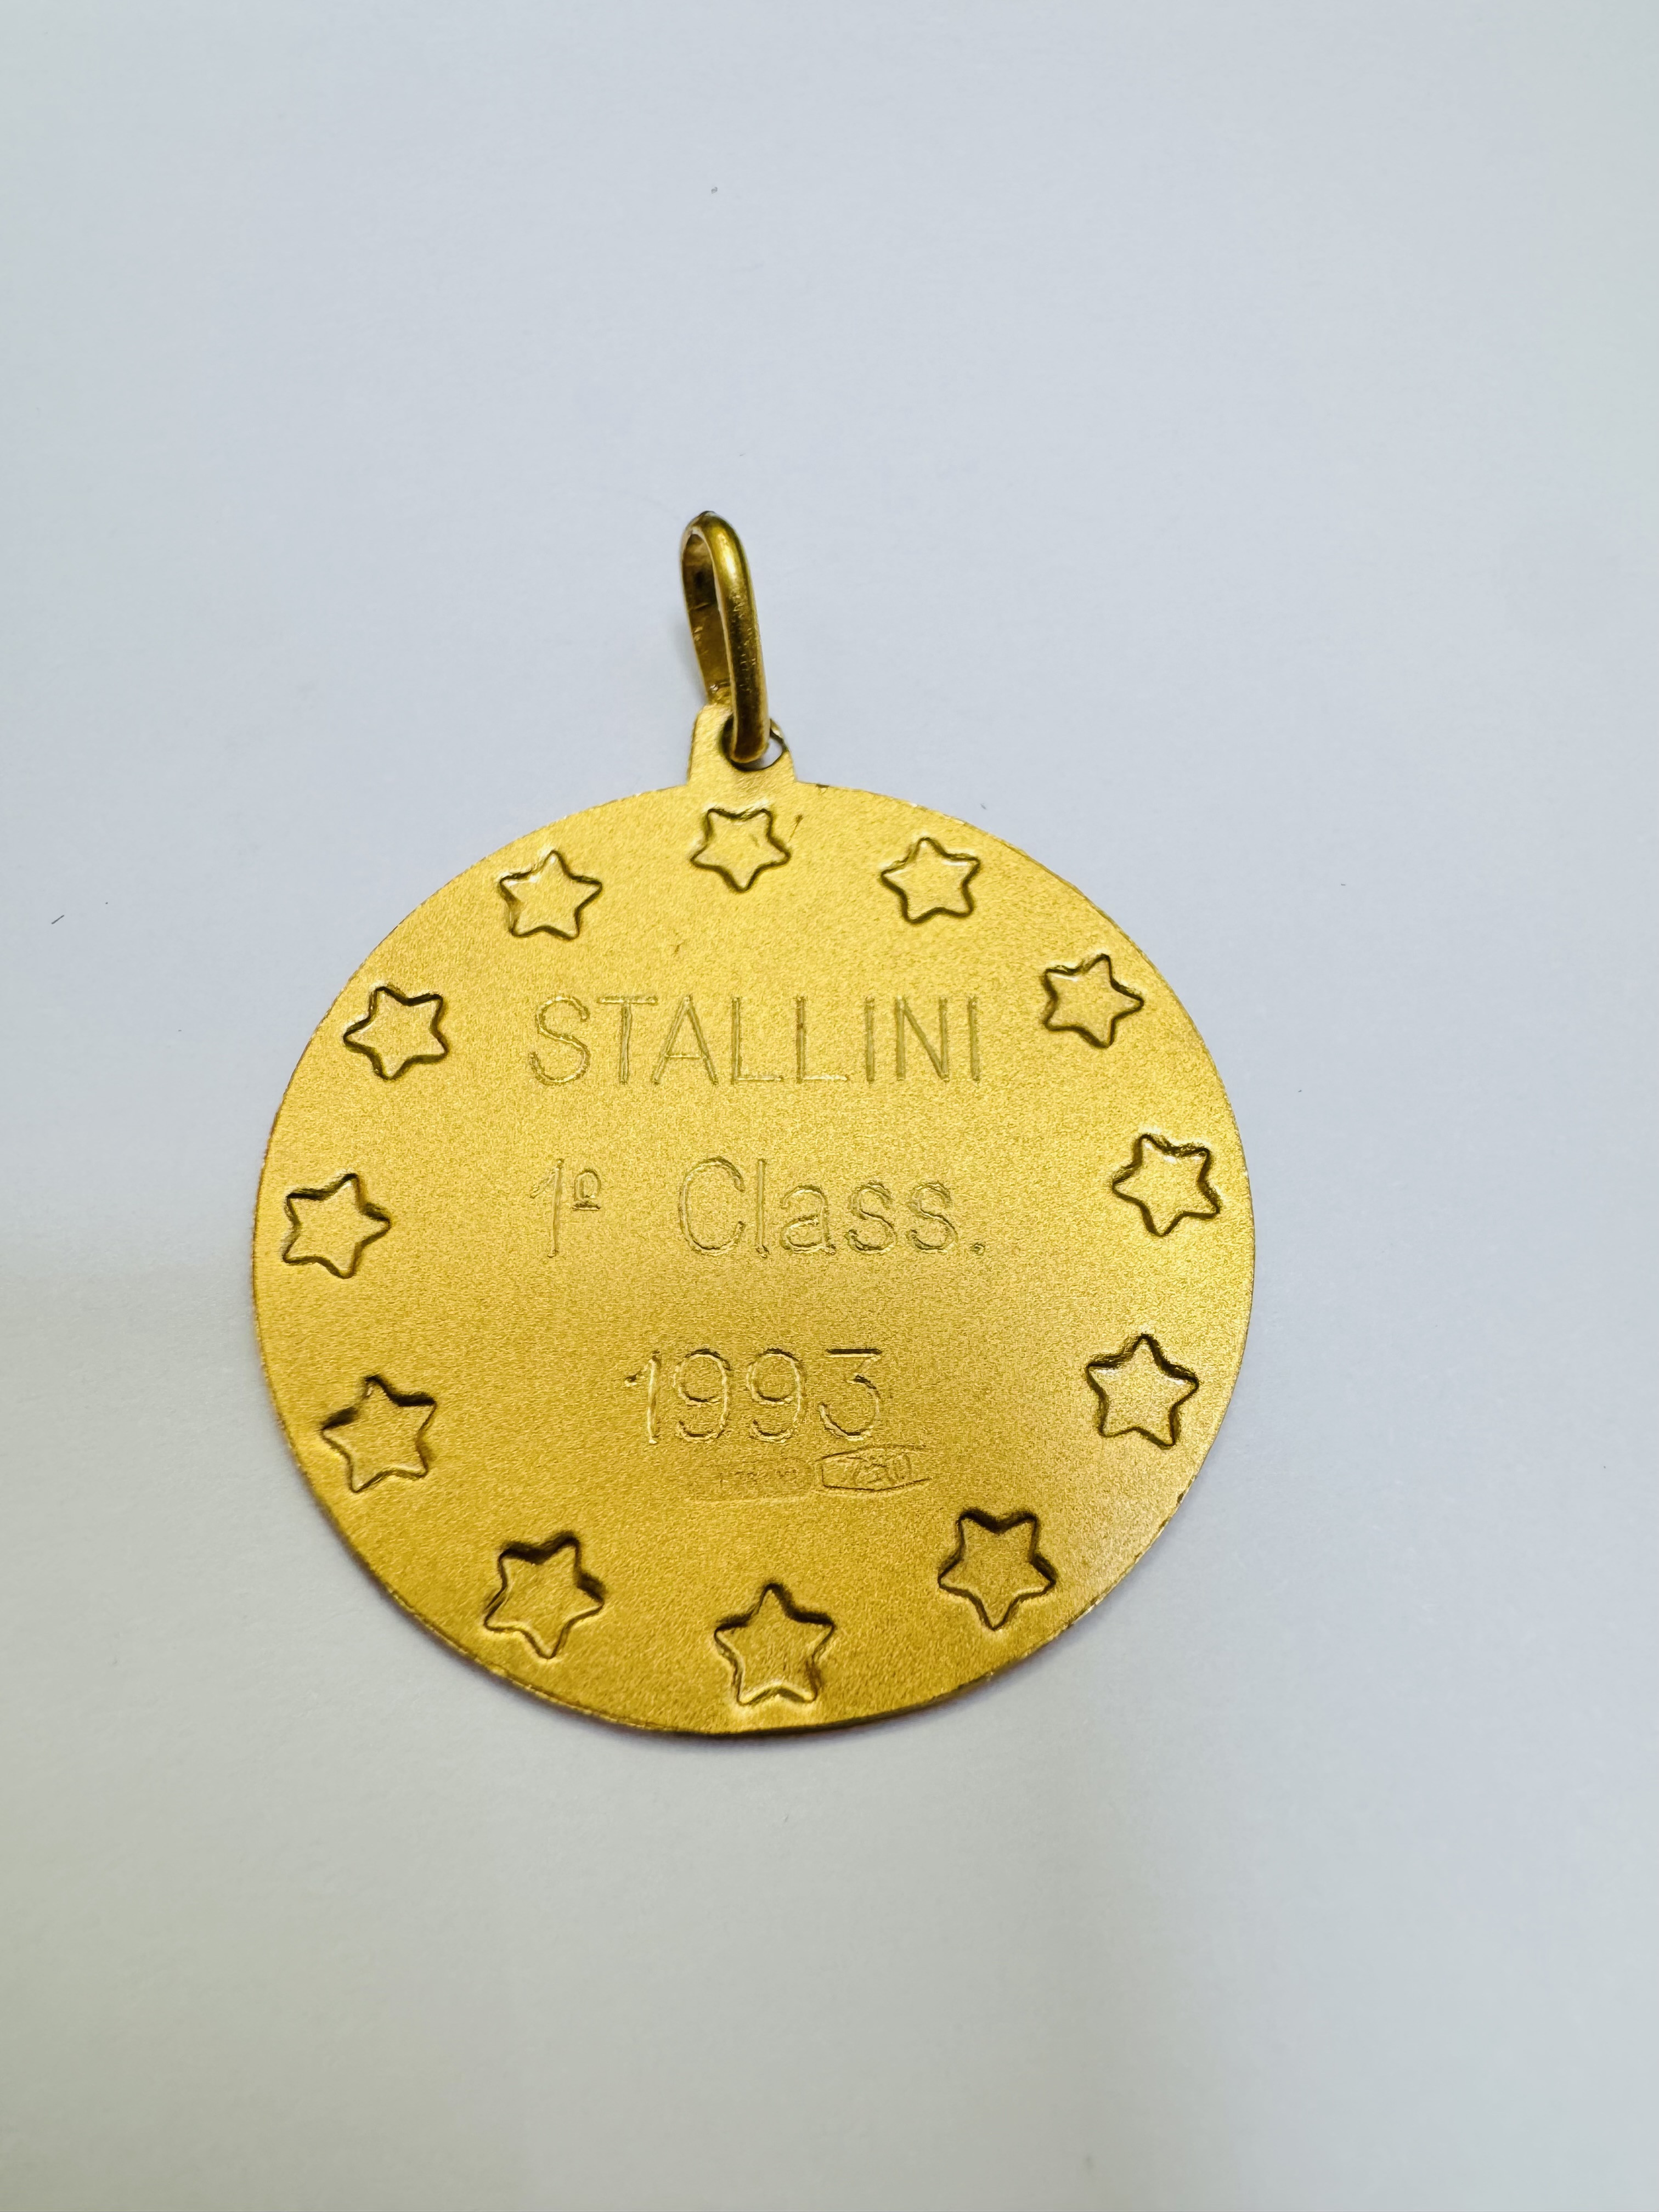 STALLINI
1º Class.
1993
750